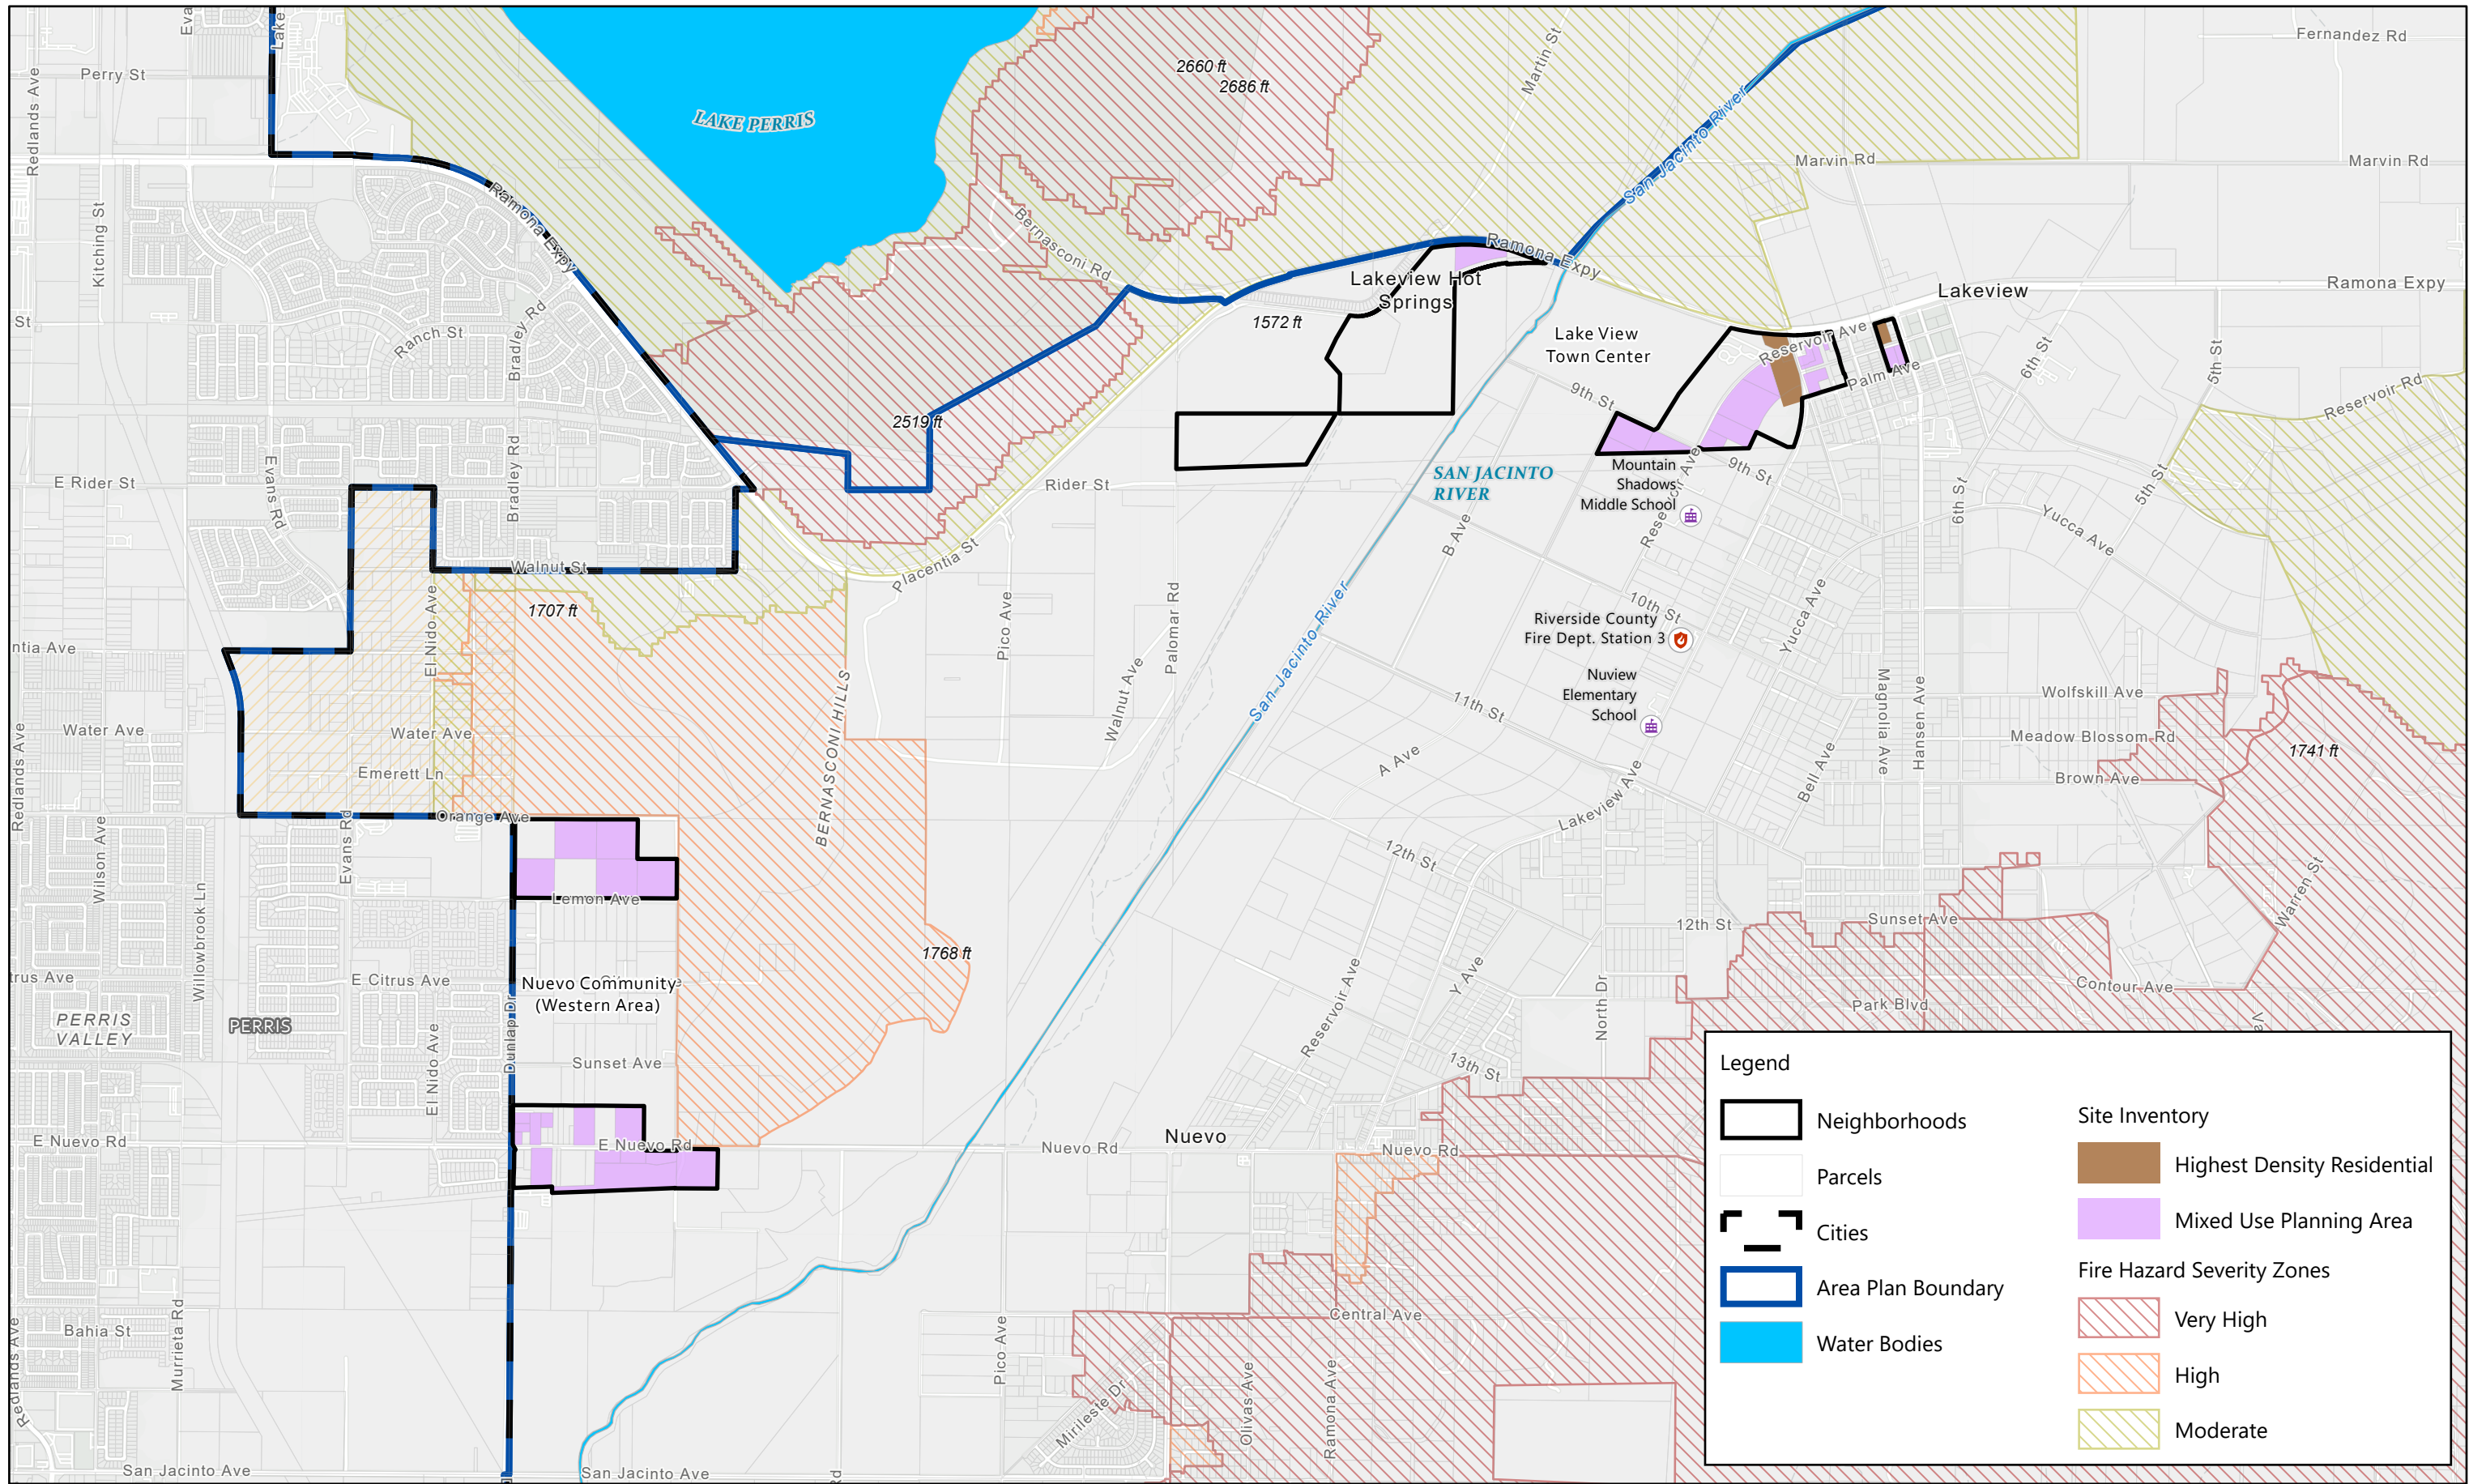 Eva
Lake
Perry St
Redlands Ave
Kitching St
Ramona Expy
LAKE PERRIS
2660 ft
2686 ft
Martin St
Fernandez Rd
San Jacinto River
Marvin Rd
Marvin Rd
Bernasconi Rd
Ramona Expy
Lakeview Hot
Springs
Lakeview
Ramona Expy
St
Ranch St
Bradley Rd
1572 ft
Lake View
Town Center
Reservoir Ave
Palm Ave
6th St
5th St
Reservoir Rd
2519 ft
9th St
E Rider St
Evans Rd
Bradley Rd
Rider St
SAN JACINTO
RIVER
Mountain
Shadows
Middle School
Reservoir Ave
9th St
B Ave
6th St
5th St
Yucca Ave
Walnut St
Placentia St
El Nido Ave
1707 ft
Pico Ave
Palomar Rd
San Jacinto River
10th St
Riverside County
Fire Dept. Station 3
Yucca Ave
ntia Ave
Nuview
Elementary
School
Magnolia Ave
Hansen Ave
Wolfskill Ave
Walnut Ave
11th St
Water Ave
Water Ave
BERNASCONI HILLS
Meadow Blossom Rd
1741 ft
Emerett Ln
A Ave
Bell Ave
Brown Ave
Redlands Ave
Orange Ave
Lakeview Ave
Wilson Ave
Evans Rd
12th St
Lemon Ave
Willowbrook Ln
12th St
Sunset Ave
Warren St
1768 ft
trus Ave
E Citrus Ave
Nuevo Community
(Western Area)
Y Ave
Reservoir Ave
North Dr
Contour Ave
Park Blvd
PERRIS
VALLEY
PERRIS
Dunlap Dr
El Nido Ave
Sunset Ave
13th St
Va
E Nuevo Rd
E Nuevo Rd
Nuevo Rd
Nuevo
Nuevo Rd
Central Ave
Bahia St
Murrieta Rd
Redlands Ave
Pico Ave
Mirileste Dr
Olivas Ave
Ramona Ave
San Jacinto Ave
San Jacinto Ave
Rd
Legend
Neighborhoods
Parcels
Cities
Area Plan Boundary
Water Bodies
Site Inventory
Highest Density Residential
Mixed Use Planning Area
Fire Hazard Severity Zones
Very High
High
Moderate